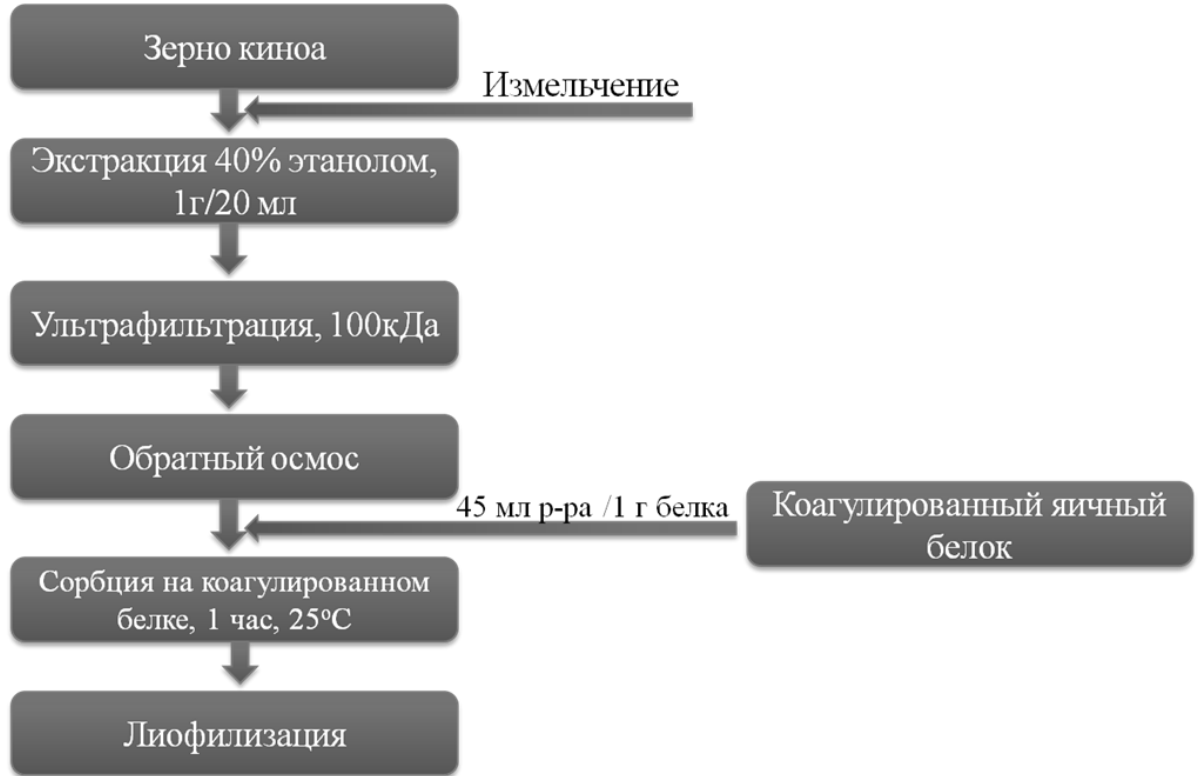 Зерно киноа
Измельчение
Экстракция 40% этанолом,
1г/20 мл
Ультрафильтрация, 100кДа
Обратный осмос
45 мл р-ра /1 г белка
Коагулированный яичный
белок
Сорбция на коагулированном
белке, 1 час, 25ºС
Лиофилизация